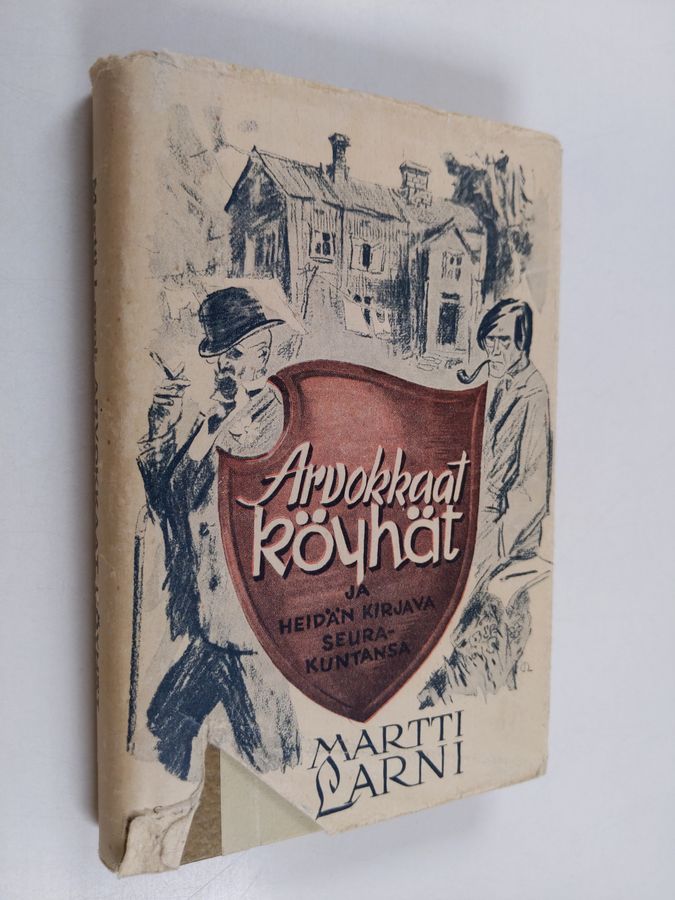 Arvokkaat
köyhät
JA
HEIDÄN KIRJAVA
SEURA-
KUNTANSA
MARTTI
LARNI